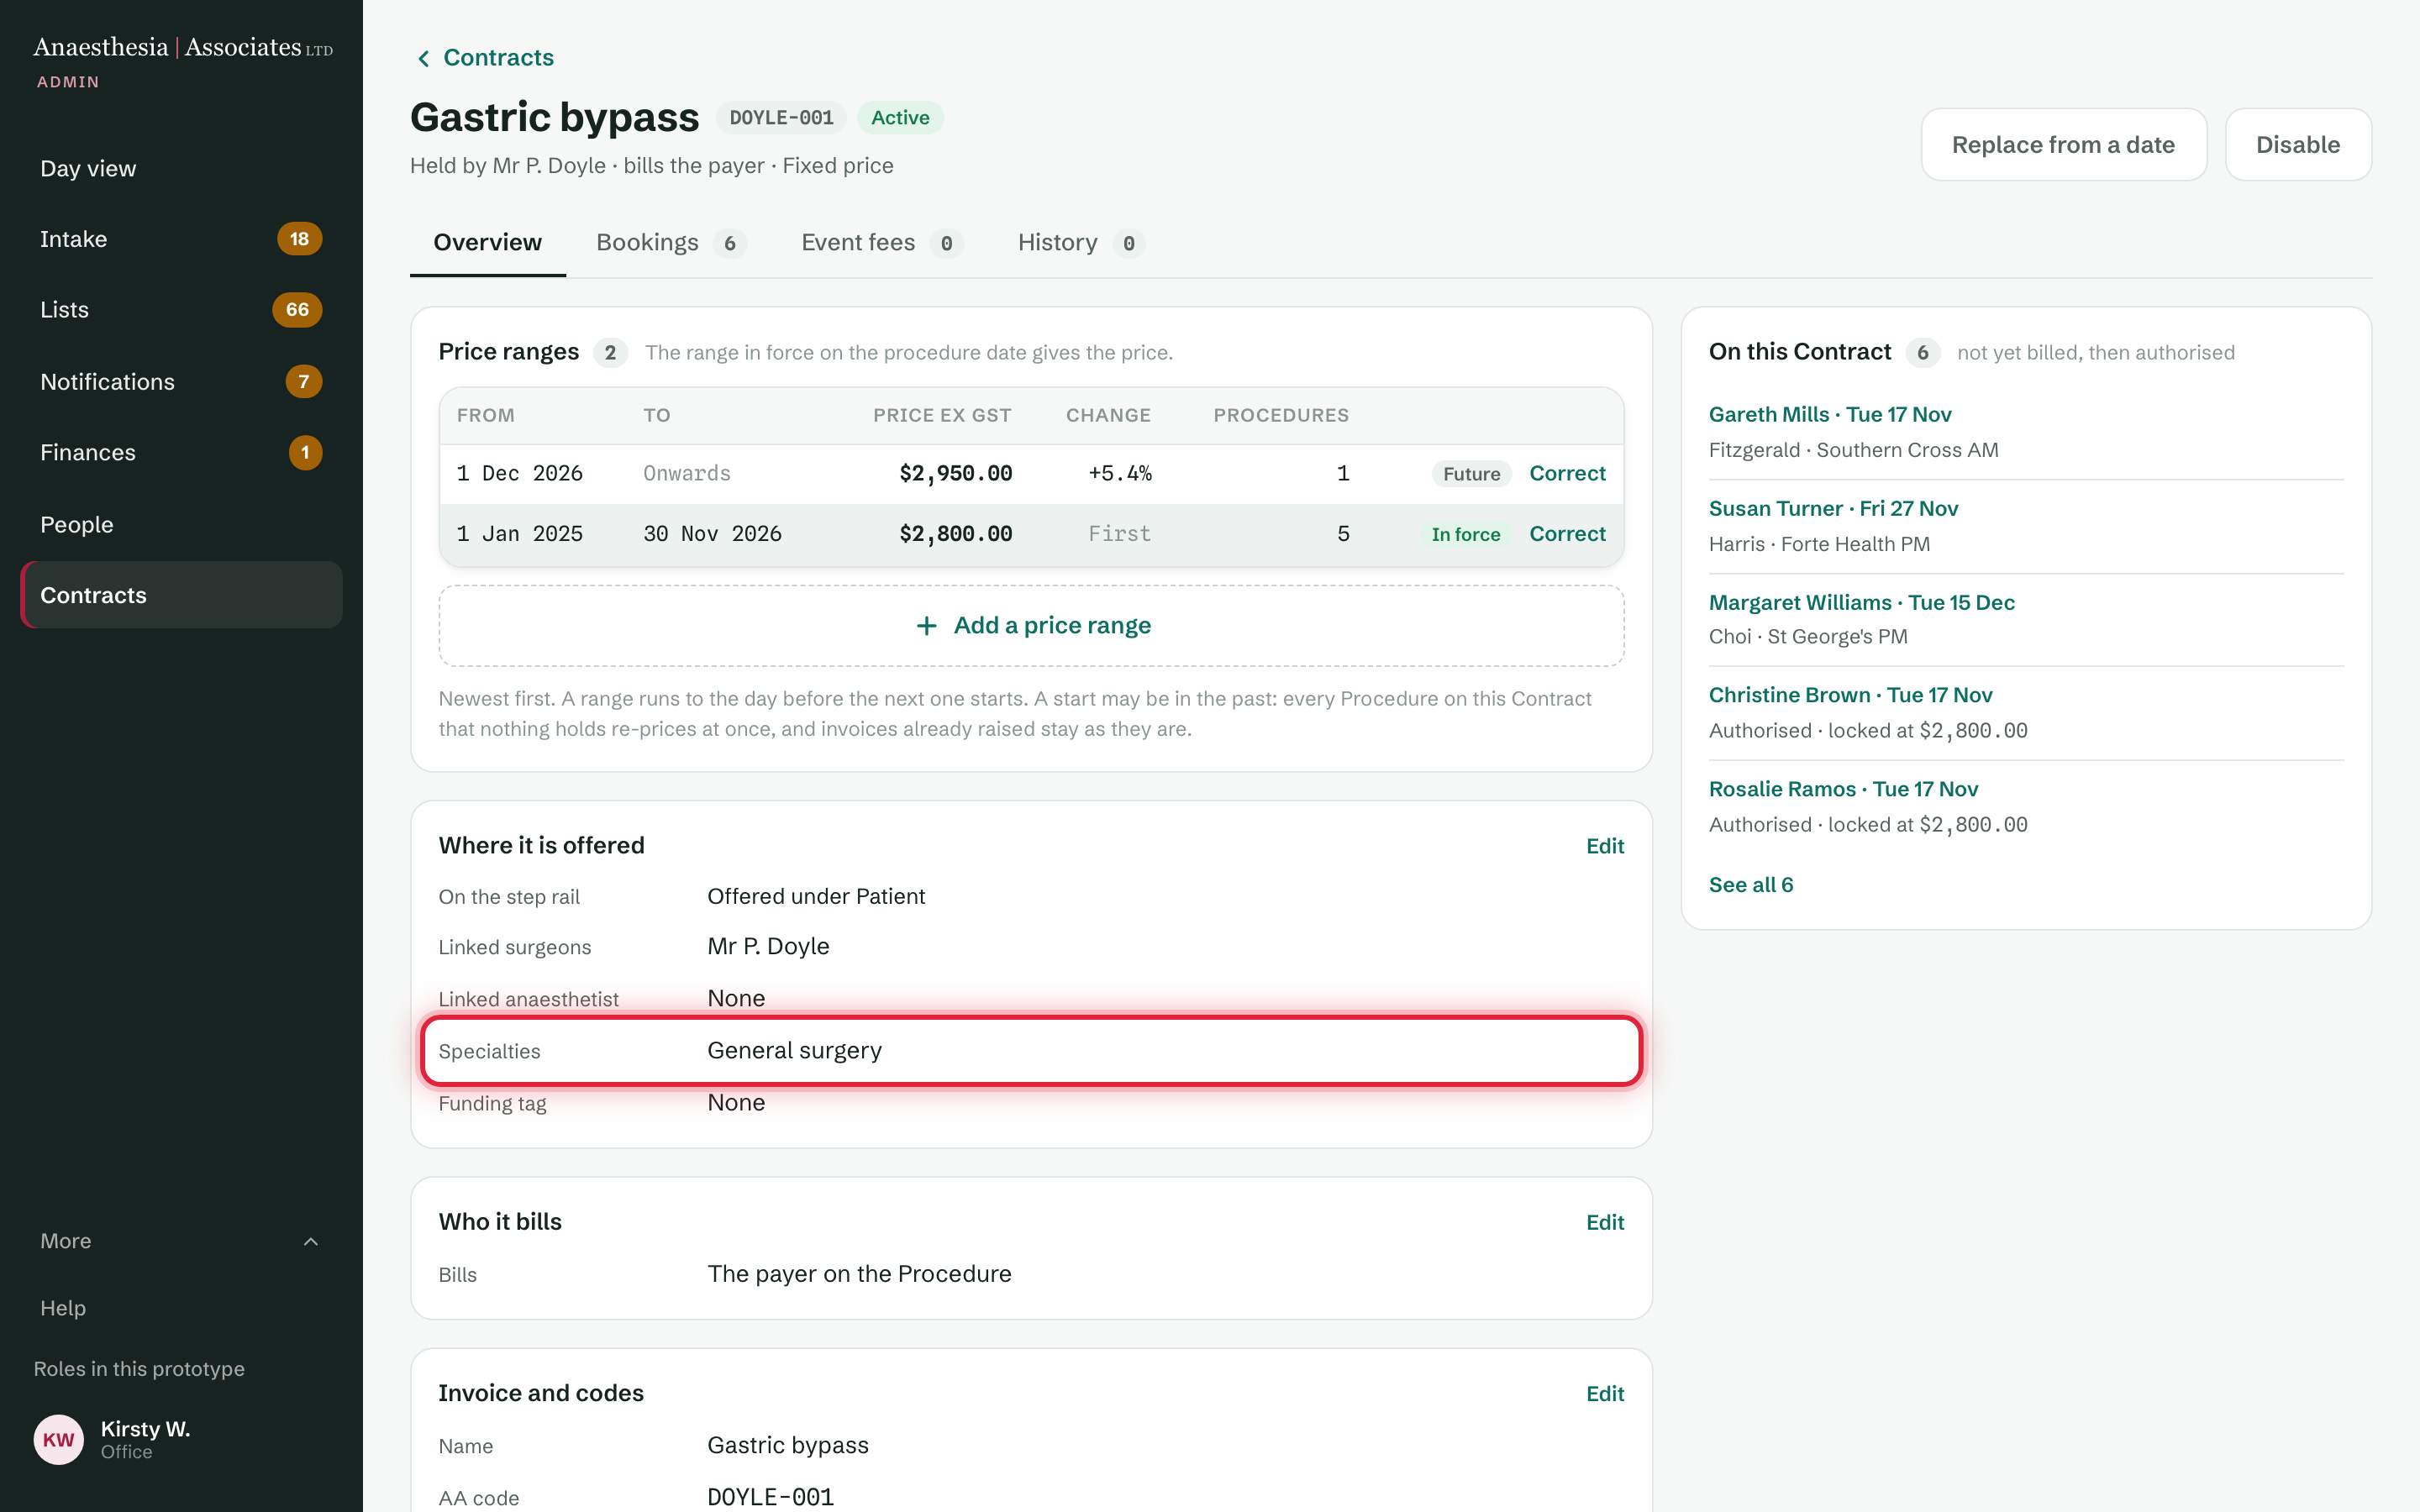 Anaesthesia | Associates LTD
ADMIN
Day view
Intake 18
Lists 66
Notifications 7
Finances 1
People
Contracts
More
Help
Roles in this prototype
KW
Kirsty W.
Office
Contracts
Gastric bypass DOYLE-001 Active
Held by Mr P. Doyle · bills the payer · Fixed price
Replace from a date
Disable
Overview Bookings 6 Event fees 0 History 0
Price ranges 2 The range in force on the procedure date gives the price.
FROM TO PRICE EX GST CHANGE PROCEDURES
1 Dec 2026 Onwards $2,950.00 +5.4% 1 Future Correct
1 Jan 2025 30 Nov 2026 $2,800.00 First 5 In force Correct
+ Add a price range
Newest first. A range runs to the day before the next one starts. A start may be in the past: every Procedure on this Contract
that nothing holds re-prices at once, and invoices already raised stay as they are.
Where it is offered Edit
On the step rail Offered under Patient
Linked surgeons Mr P. Doyle
Linked anaesthetist None
Specialties General surgery
Funding tag None
Who it bills Edit
Bills The payer on the Procedure
Invoice and codes Edit
Name Gastric bypass
AA code DOYLE-001
On this Contract 6 not yet billed, then authorised
Gareth Mills · Tue 17 Nov
Fitzgerald · Southern Cross AM
Susan Turner · Fri 27 Nov
Harris · Forte Health PM
Margaret Williams · Tue 15 Dec
Choi · St George's PM
Christine Brown · Tue 17 Nov
Authorised · locked at $2,800.00
Rosalie Ramos · Tue 17 Nov
Authorised · locked at $2,800.00
See all 6